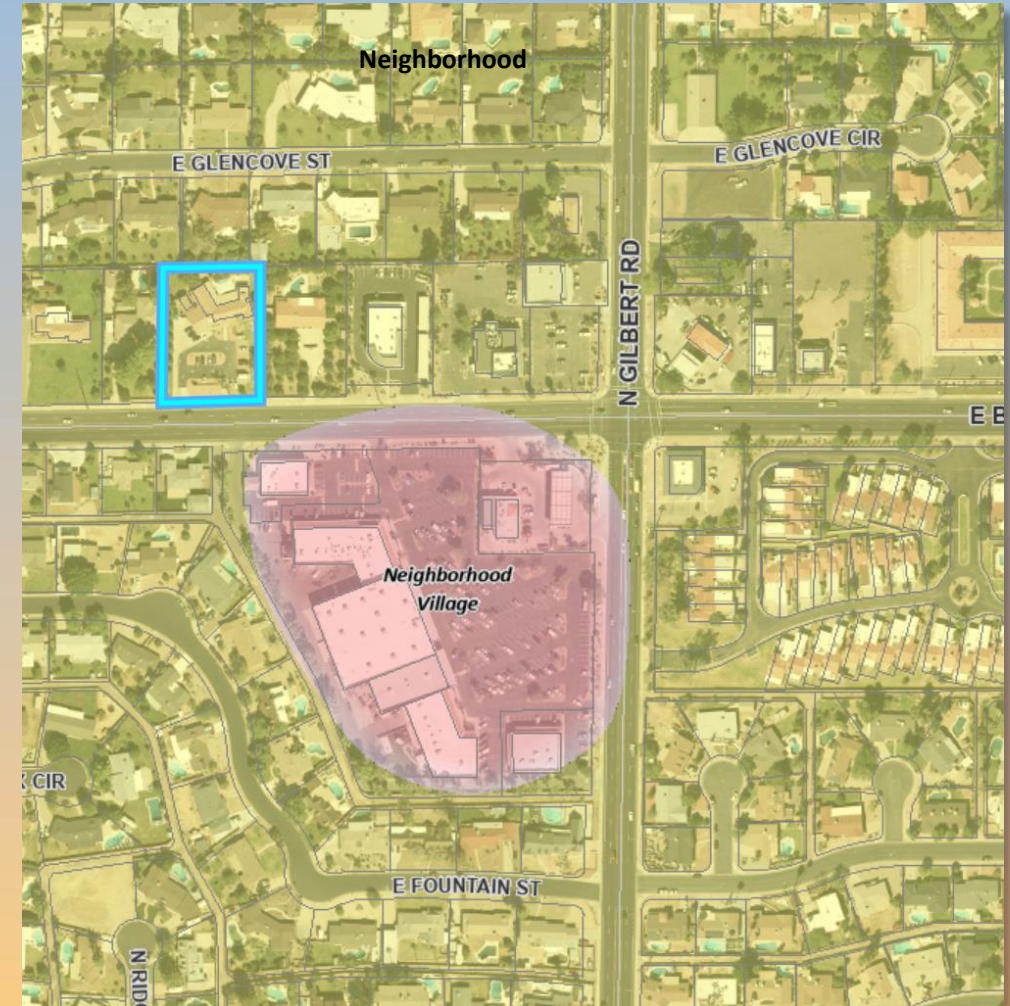 Neighborhood
E GLENCOVE ST
E GLENCOVE CIR
N GILBERT RD
E B
Neighborhood
Village
CIR
E FOUNTAIN ST
N RID